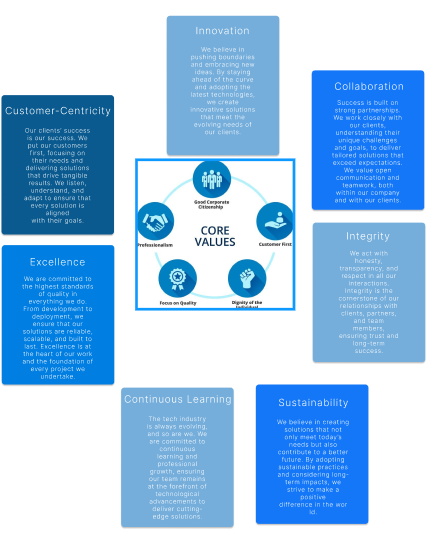 Innovation
We believe in
pushing boundaries
and embracing new
ideas. By staying
ahead of the curve
and adopting the
latest technologies,
we create
innovative solutions
that meet the
evolving needs of
our clients.
Collaboration
Success is built on
strong partnerships.
We work closely with
our clients,
understanding their
unique challenges
and goals, to deliver
tailored solutions that
exceed expectations.
We value open
communication and
teamwork, both
within our company
and with our clients.
Customer-Centricity
Our clients' success
is our success. We
put our customers
first, focusing on
their needs and
delivering solutions
that drive tangible
results. We listen,
understand, and
adapt to ensure that
every solution is
aligned
with their goals.
Good Corporate
Citizenship
CORE
VALUES
Professionalism
Customer First
Focus on Quality
Dignity of the
Individual
Integrity
We act with
honesty,
transparency, and
respect in all our
interactions.
Integrity is the
cornerstone of our
relationships with
clients, partners,
and team
members,
ensuring trust and
long-term
success.
Excellence
We are committed to
the highest standards
of quality in
everything we do.
From development to
deployment, we
ensure that our
solutions are reliable,
scalable, and built to
last. Excellence is at
the heart of our work
and the foundation of
every project we
undertake.
Continuous Learning
The tech industry
is always evolving,
and so are we. We
are committed to
continuous
learning and
professional
growth, ensuring
our team remains
at the forefront of
technological
advancements to
deliver cutting-
edge solutions
Sustainability
We believe in creating
solutions that not
only meet today's
needs but also
contribute to a better
future. By adopting
sustainable practices
and considering long-
term impacts, we
strive to make a
positive
difference in the wor
ld.